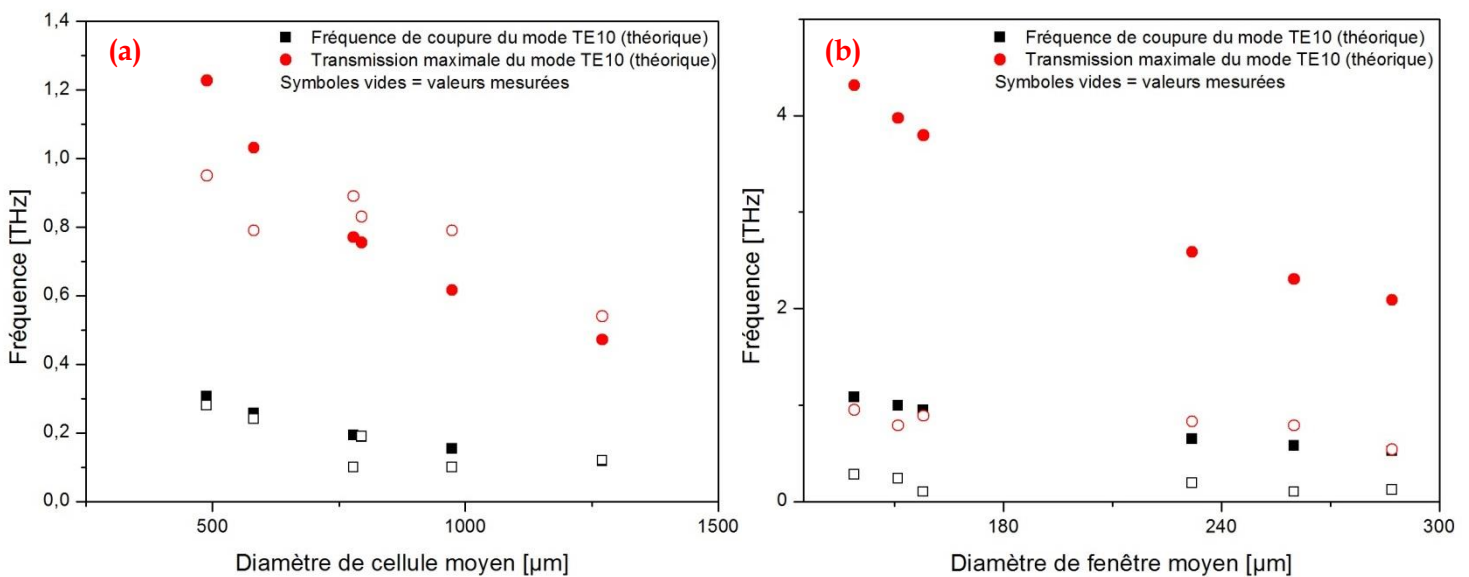 (a)
Fréquence de coupure du mode TE10 (théorique)
Transmission maximale du mode TE10 (théorique)
Symboles vides = valeurs mesurées
Fréquence [THz]
1,4
1,2
1,0
0,8
0,6
0,4
0,2
0,0
500 1000 1500
Diamètre de cellule moyen [µm]
(b)
Fréquence de coupure du mode TE10 (théorique)
Transmission maximale du mode TE10 (théorique)
Symboles vides = valeurs mesurées
Fréquence [THz]
4
2
0
180 240 300
Diamètre de fenêtre moyen [µm]